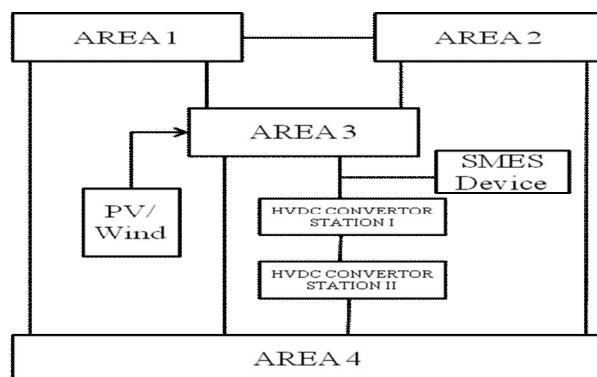 AREA 1
AREA 2
AREA 3
SMES
Device
PV/
Wind
HVDC CONVERTOR
STATION I
HVDC CONVERTOR
STATION II
AREA 4